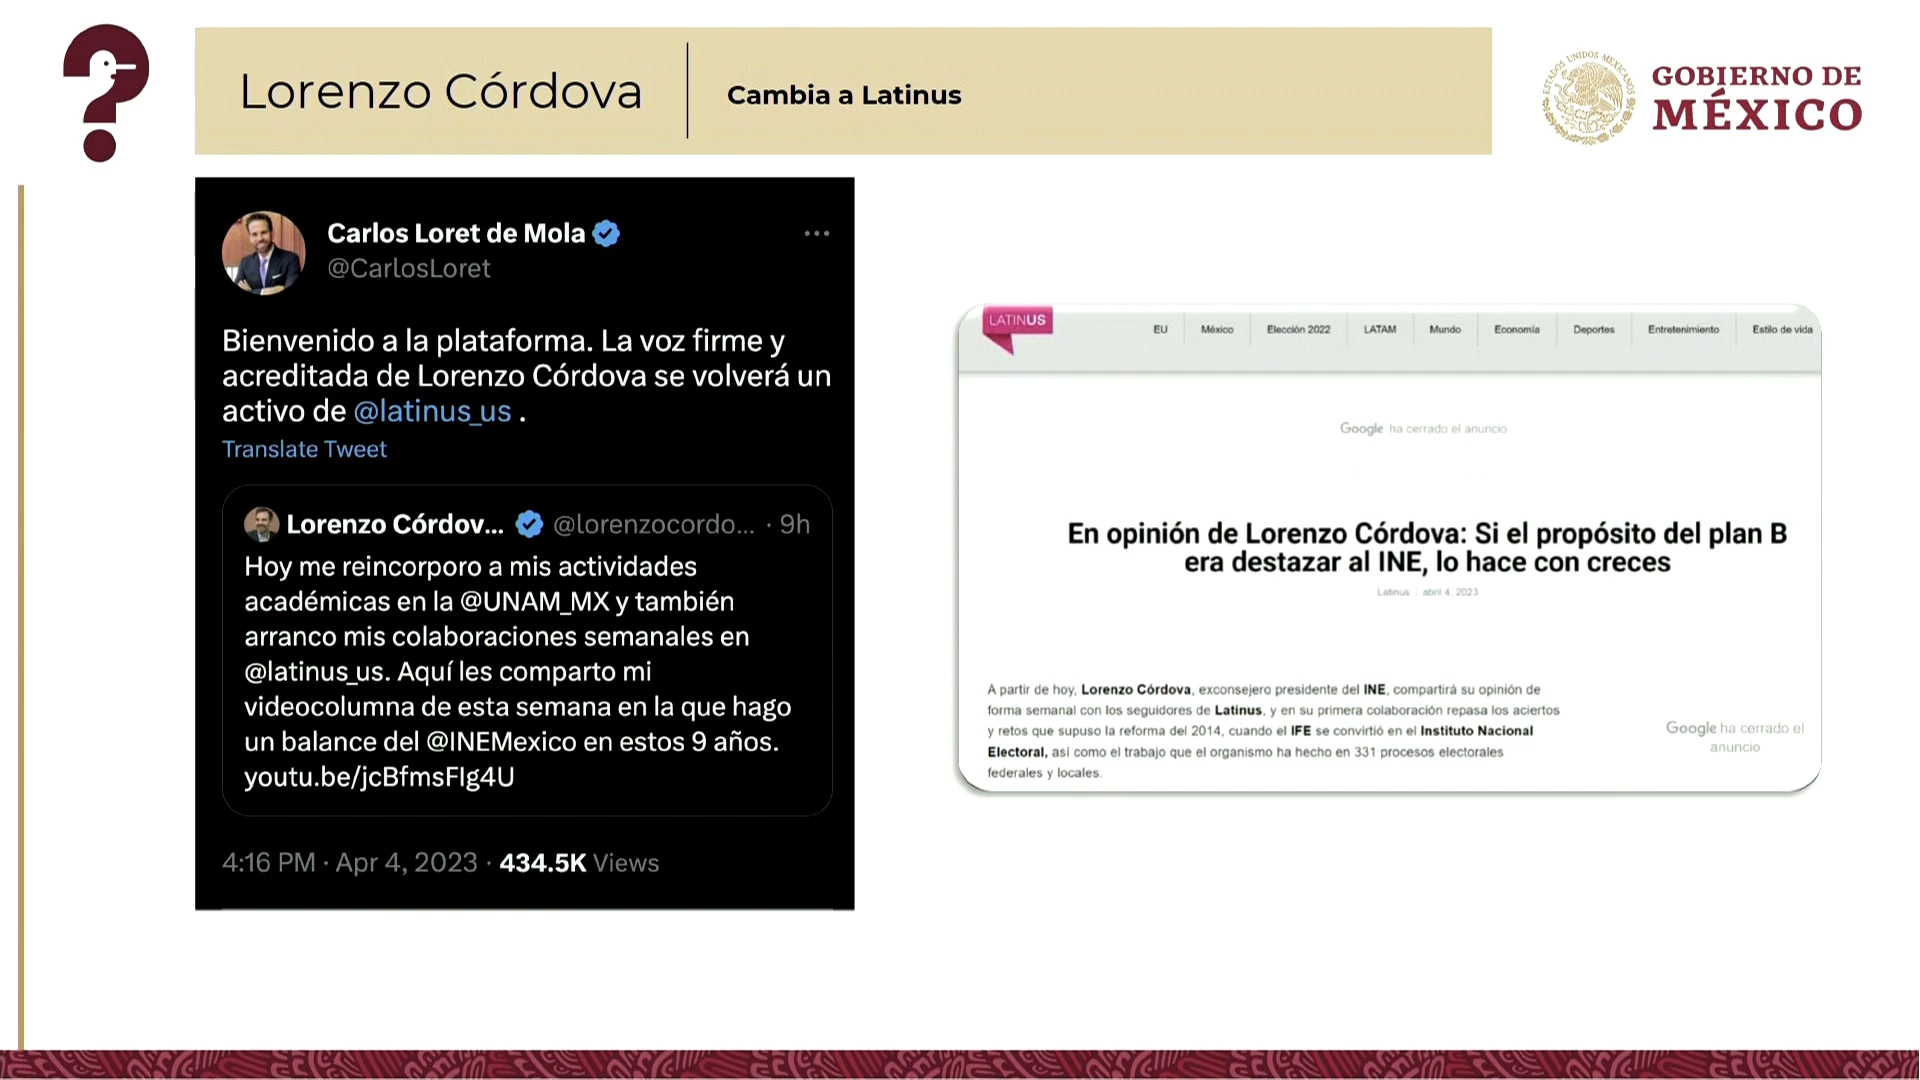 Lorenzo Córdova
Cambia a Latinus
ESTADOS UNIDOS MEXICANOS
GOBIERNO DE
MÉXICO
Carlos Loret de Mola
@CarlosLoret
Bienvenido a la plataforma. La voz firme y
acreditada de Lorenzo Córdova se volverá un
activo de @latinus_us .
Translate Tweet
Lorenzo Córdov... @lorenzocordo... · 9h
Hoy me reincorporo a mis actividades
académicas en la @UNAM_MX y también
arranco mis colaboraciones semanales en
@latinus_us. Aquí les comparto mi
videocolumna de esta semana en la que hago
un balance del @INEMexico en estos 9 años.
youtu.be/jcBfmsFIg4U
4:16 PM · Apr 4, 2023 · 434.5K Views
LATINUS
EU México Elección 2022 LATAM Mundo Economía Deportes Entretenimiento Estilo de vida
Google ha cerrado el anuncio
En opinión de Lorenzo Córdova: Si el propósito del plan B
era destazar al INE, lo hace con creces
Latinus | abril 4, 2023
A partir de hoy, Lorenzo Córdova, exconsejero presidente del INE, compartirá su opinión de
forma semanal con los seguidores de Latinus, y en su primera colaboración repasa los aciertos
y retos que supuso la reforma del 2014, cuando el IFE se convirtió en el Instituto Nacional
Electoral, así como el trabajo que el organismo ha hecho en 331 procesos electorales
federales y locales.
Google ha cerrado el
anuncio